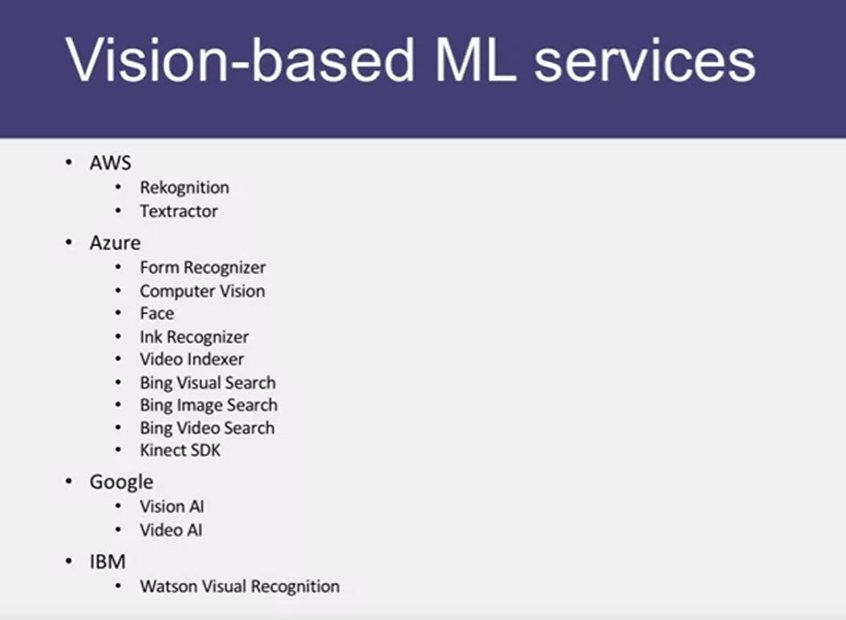 Vision-based ML services
• AWS
• Rekognition
• Textractor
• Azure
• Form Recognizer
• Computer Vision
• Face
• Ink Recognizer
• Video Indexer
• Bing Visual Search
• Bing Image Search
• Bing Video Search
• Kinect SDK
• Google
• Vision AI
• Video AI
• IBM
• Watson Visual Recognition